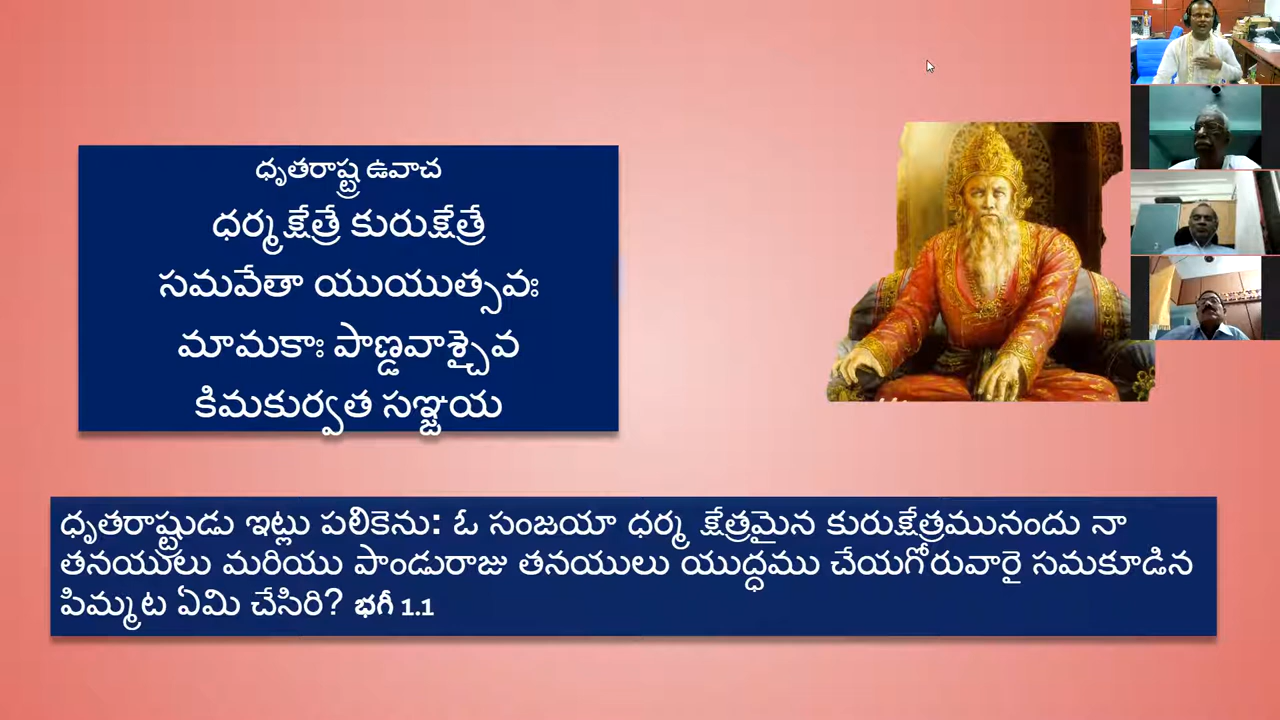 ధృతరాష్ట్ర ఉవాచ
ధర్మక్షేత్రే కురుక్షేత్రే
సమవేతా యుయుత్సవః
మామకాః పాణ్డవాశ్చైవ
కిమకుర్వత సఞ్జయ
ధృతరాష్ట్రుడు ఇట్లు పలికెను: ఓ సంజయా ధర్మ క్షేత్రమైన కురుక్షేత్రమునందు నా
తనయులు మరియు పాండురాజు తనయులు యుద్ధము చేయగోరువారై సమకూడిన
పిమ్మట ఏమి చేసిరి? భగీ 1.1